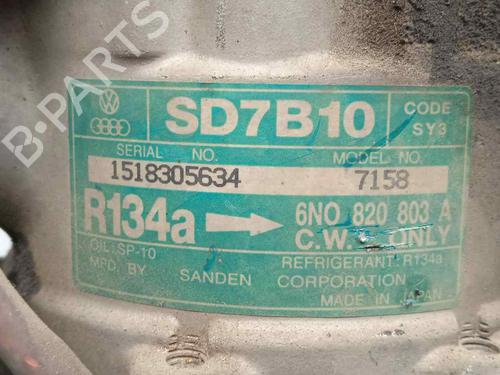 B-PARTS
SD7B10
CODE
SY3
SERIAL NO.
MODEL NO.
1518305634
7158
R134a
6N0 820 803 A
C.W. ONLY
OIL: SP-10
REFRIGERANT: R134a
MFD. BY SANDEN CORPORATION
MADE IN JAPAN